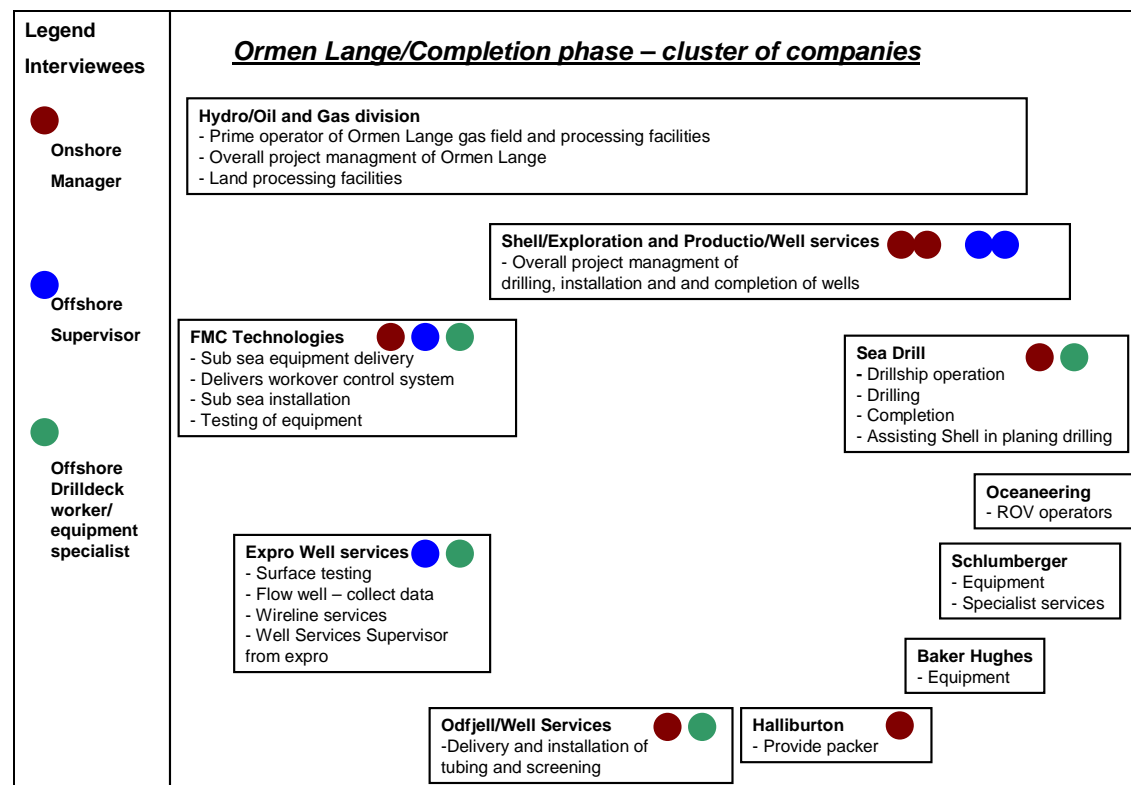 Legend
Interviewees
Onshore
Manager
Offshore
Supervisor
Offshore
Drilldeck
worker/
equipment
specialist
Ormen Lange/Completion phase – cluster of companies
Hydro/Oil and Gas division
- Prime operator of Ormen Lange gas field and processing facilities
- Overall project managment of Ormen Lange
- Land processing facilities
Shell/Exploration and Productio/Well services
- Overall project managment of
drilling, installation and and completion of wells
FMC Technologies
- Sub sea equipment delivery
- Delivers workover control system
- Sub sea installation
- Testing of equipment
Sea Drill
- Drillship operation
- Drilling
- Completion
- Assisting Shell in planing drilling
Oceaneering
- ROV operators
Expro Well services
- Surface testing
- Flow well – collect data
- Wireline services
- Well Services Supervisor
from expro
Schlumberger
- Equipment
- Specialist services
Baker Hughes
- Equipment
Odfjell/Well Services
-Delivery and installation of
tubing and screening
Halliburton
- Provide packer